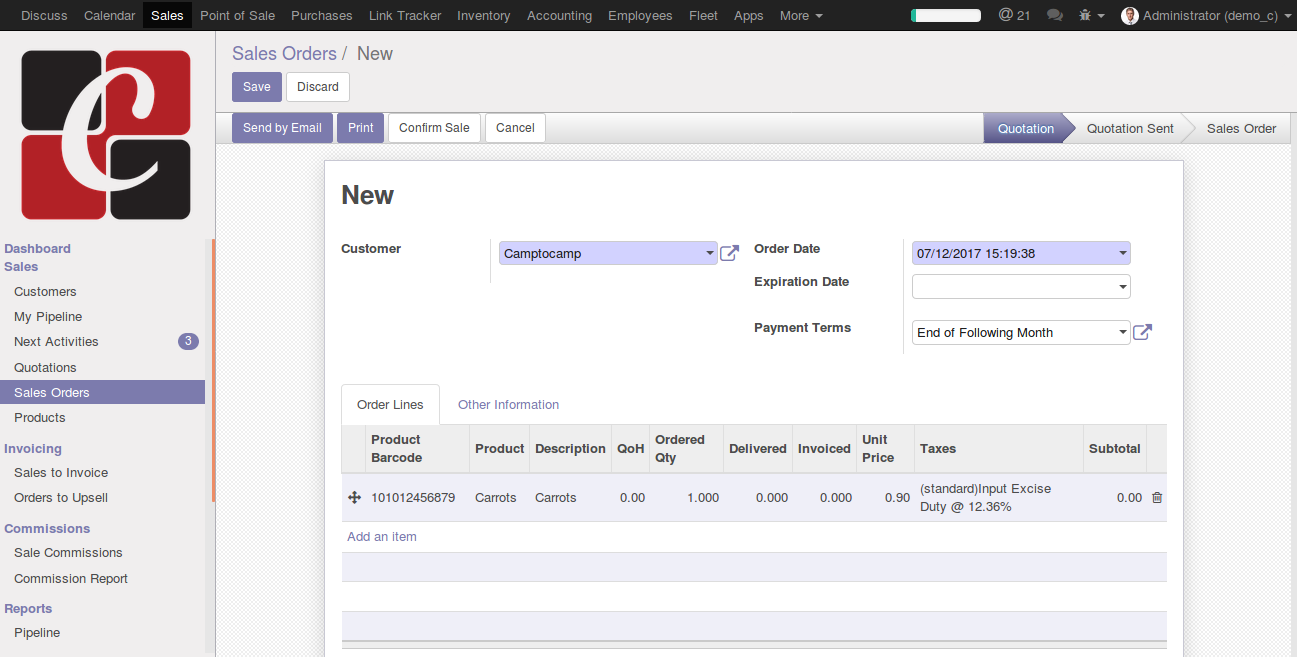 Discuss Calendar Sales Point of Sale Purchases Link Tracker Inventory Accounting Employees Fleet Apps More @ 21 Administrator (demo_c)
C
Dashboard
Sales
Customers
My Pipeline
Next Activities 3
Quotations
Sales Orders
Products
Invoicing
Sales to Invoice
Orders to Upsell
Commissions
Sale Commissions
Commission Report
Reports
Pipeline
Sales Orders / New
Save Discard
Send by Email Print Confirm Sale Cancel Quotation Quotation Sent Sales Order
New
Customer Camptocamp
Order Date 07/12/2017 15:19:38
Expiration Date
Payment Terms End of Following Month
Order Lines Other Information
Product Barcode Product Description QoH Ordered Qty Delivered Invoiced Unit Price Taxes Subtotal
101012456879 Carrots Carrots 0.00 1.000 0.000 0.000 0.90 (standard)Input Excise Duty @ 12.36% 0.00
Add an item